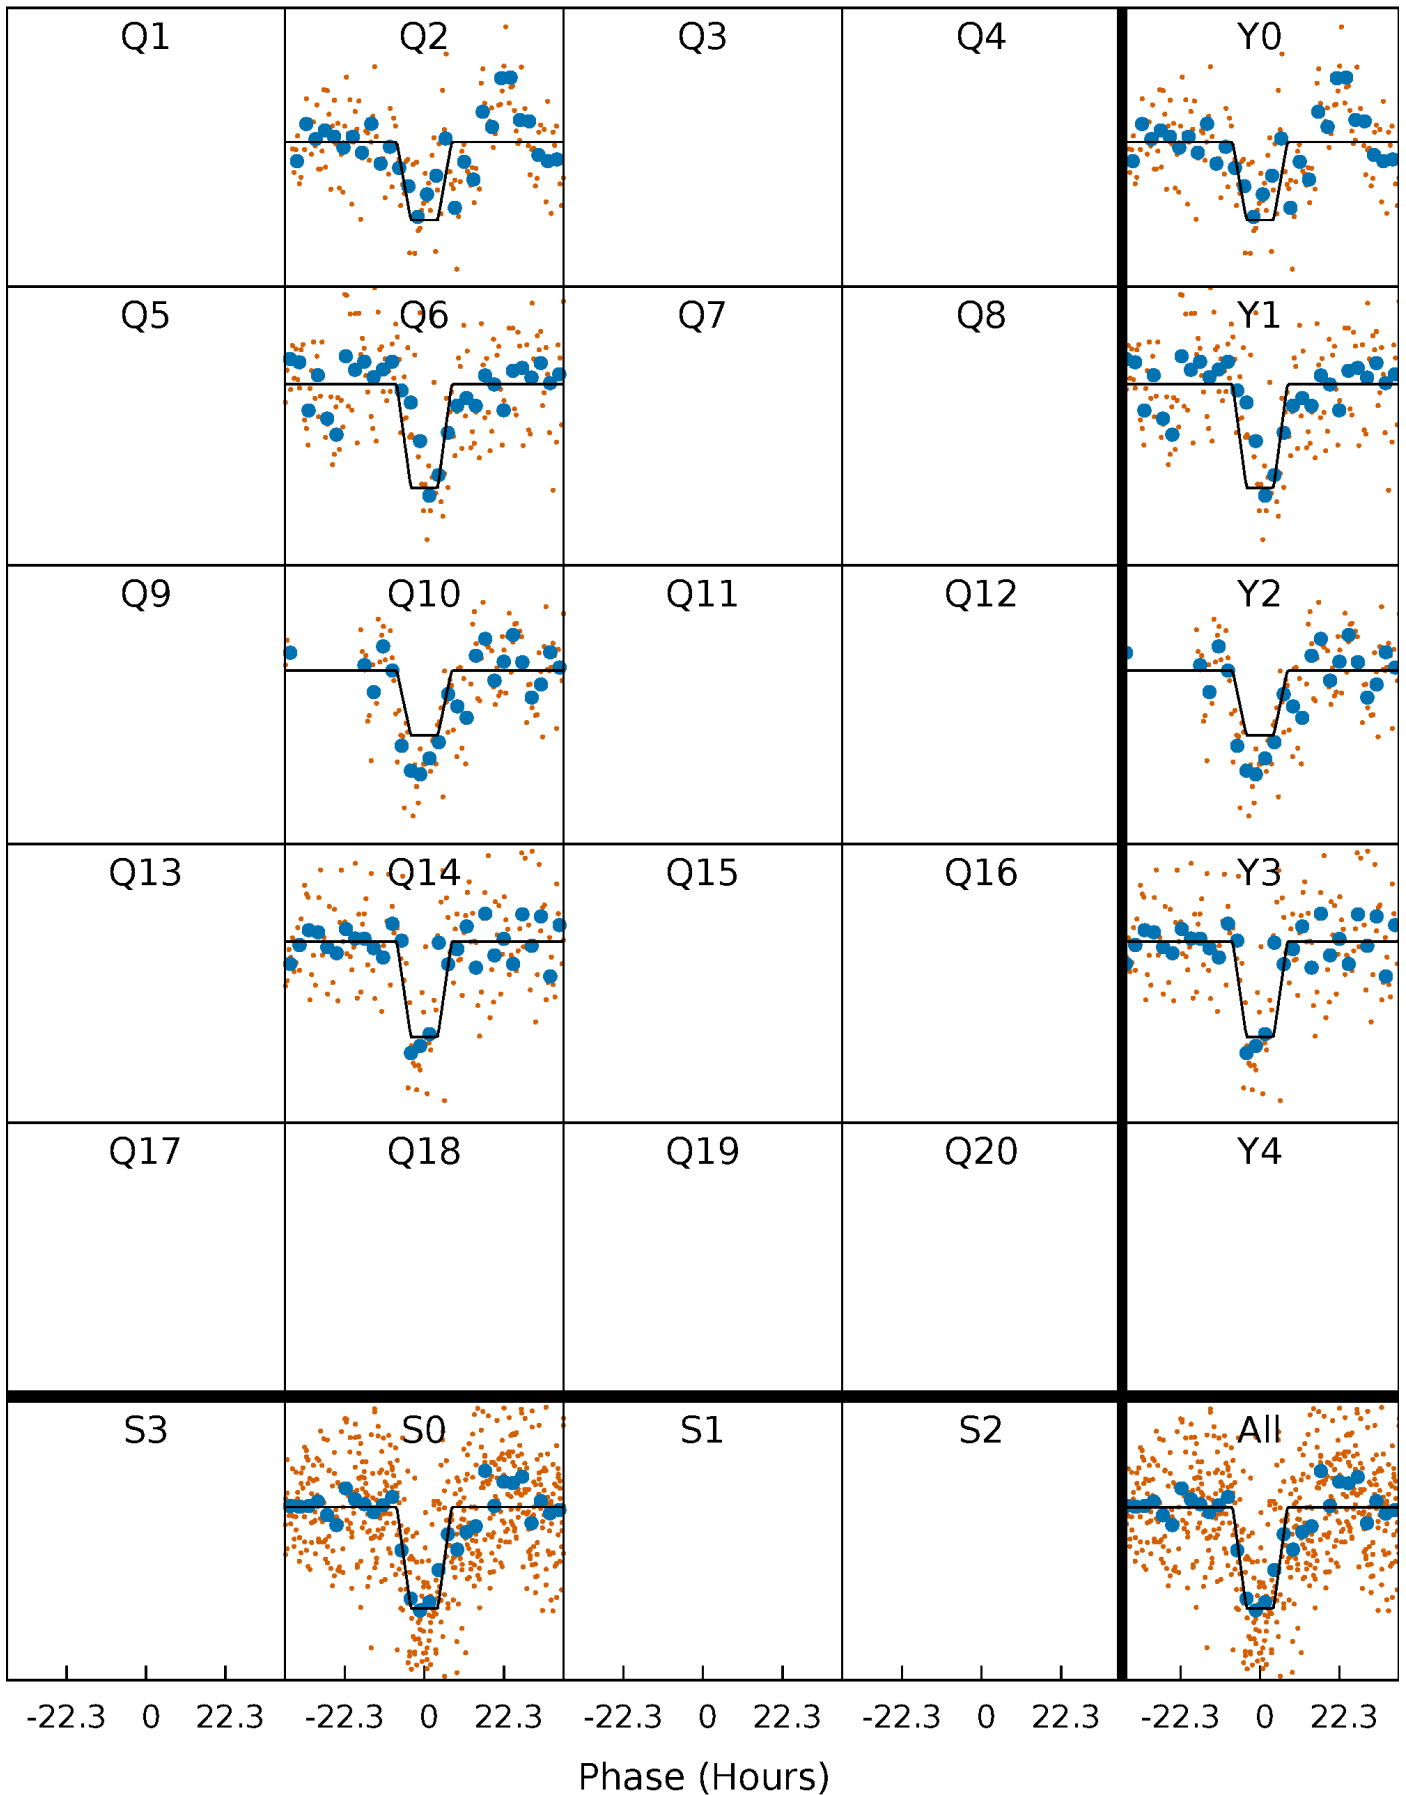 Q1 Q2 Q3 Q4 Y0
Q5 Q6 Q7 Q8 Y1
Q9 Q10 Q11 Q12 Y2
Q13 Q14 Q15 Q16 Y3
Q17 Q18 Q19 Q20 Y4
S3 S0 S1 S2 All
-22.3 0 22.3 -22.3 0 22.3 -22.3 0 22.3 -22.3 0 22.3 -22.3 0 22.3
Phase (Hours)